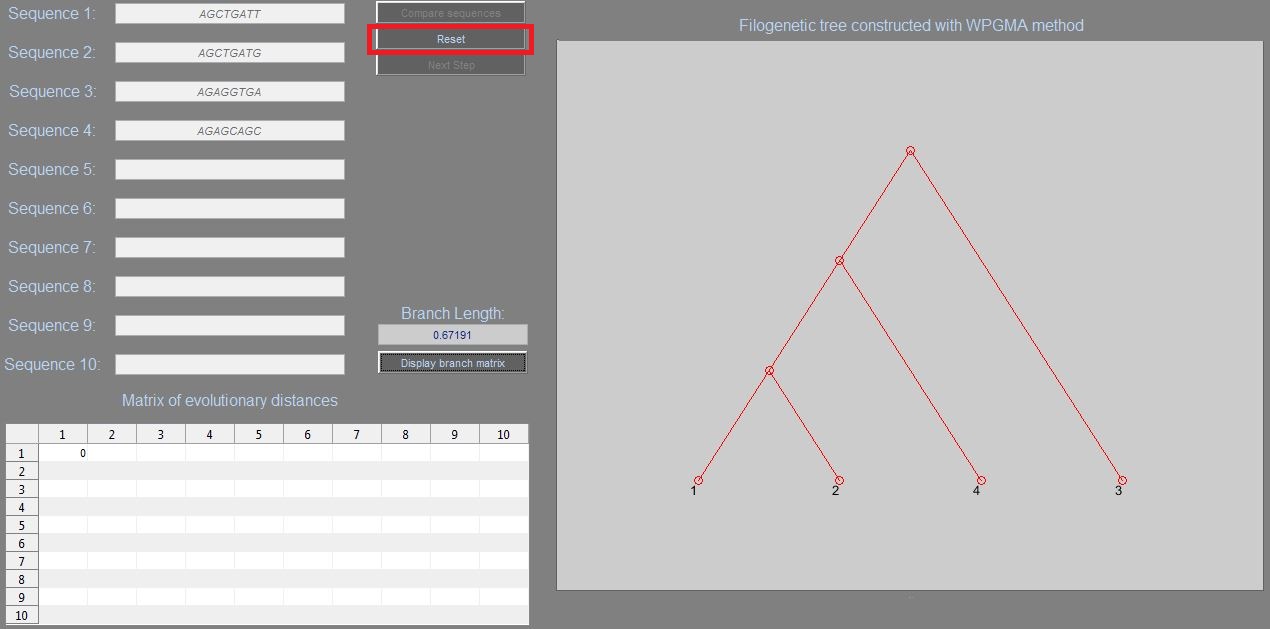 Sequence 1: AGCTGATT
Sequence 2: AGCTGATG
Sequence 3: AGAGGTGA
Sequence 4: AGAGCAGC
Sequence 5:
Sequence 6:
Sequence 7:
Sequence 8:
Sequence 9:
Sequence 10:
Compare sequences
Reset
Next Step
Branch Length:
0.67191
Display branch matrix
Matrix of evolutionary distances
1 2 3 4 5 6 7 8 9 10
1 0
2
3
4
5
6
7
8
9
10
Filogenetic tree constructed with WPGMA method
1 2 4 3